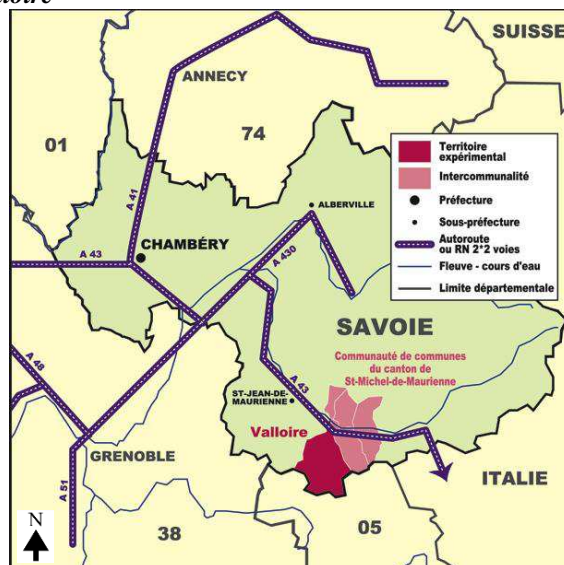 SUISSE
ANNECY
01
74
Territoire
expérimental
Intercommunalité
Préfecture
Sous-préfecture
Autoroute
ou RN 2*2 voies
Fleuve - cours d'eau
Limite départementale
A 41
ALBERVILLE
CHAMBÉRY
A 43
A 430
SAVOIE
Communauté de communes
du canton de
St-Michel-de-Maurienne
A 48
ST-JEAN-DE-
MAURIENNE
A 43
Valloire
GRENOBLE
ITALIE
A 51
N
38
05